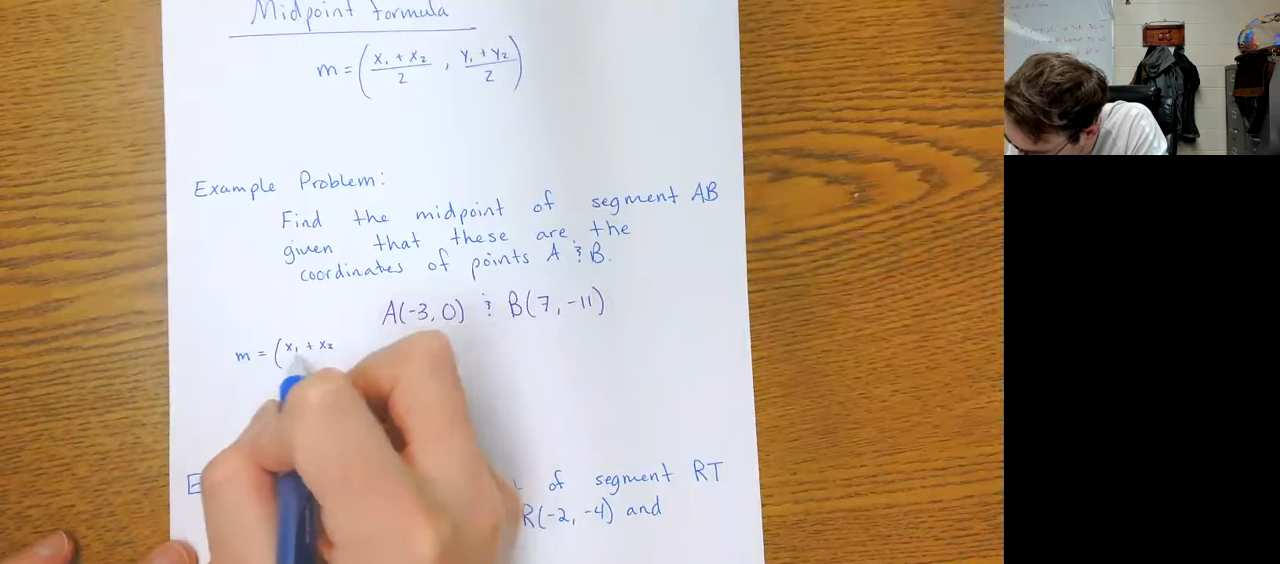 Midpoint Formula
m = (x₁ + x₂ / 2 , y₁ + y₂ / 2)
Example Problem:
Find the midpoint of segment AB
given that these are the
coordinates of points A & B.
A(-3, 0) & B(7, -11)
m = (x₁ + x₂
of segment RT
R(-2, -4) and